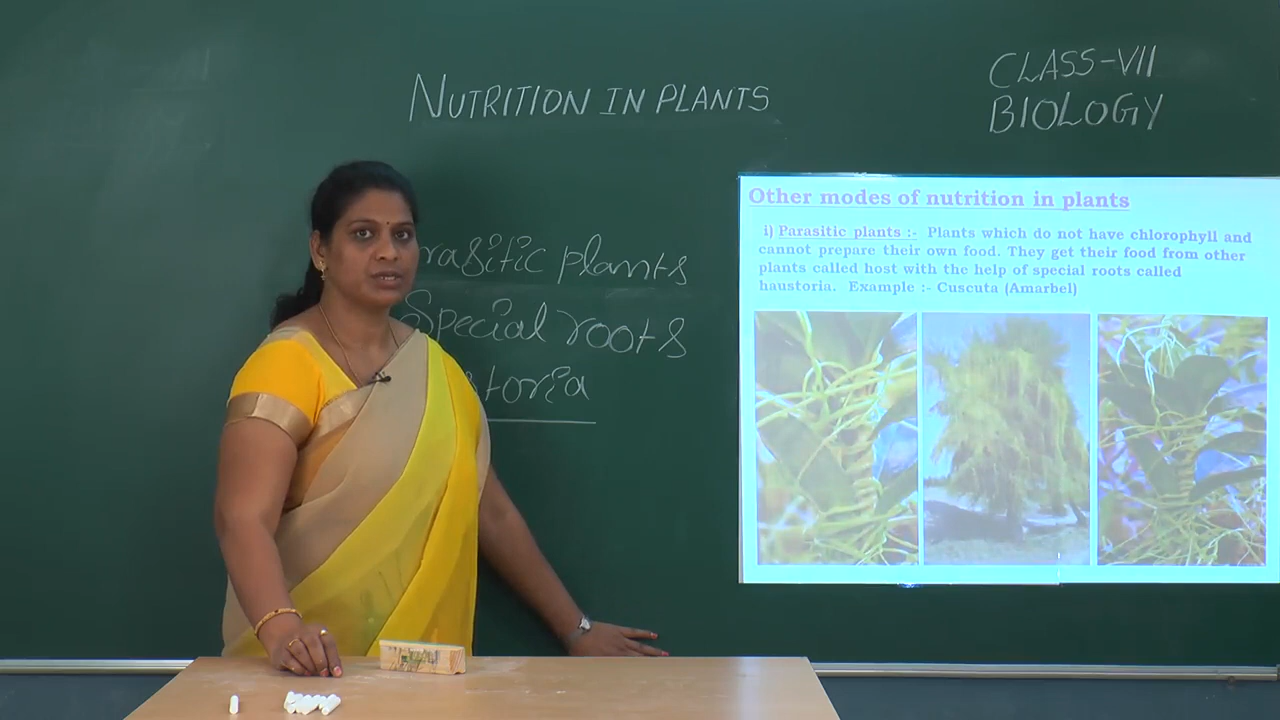 NUTRITION IN PLANTS
CLASS-VII
BIOLOGY
rasitic plants
Special roots
storia
Other modes of nutrition in plants
i) Parasitic plants :- Plants which do not have chlorophyll and
cannot prepare their own food. They get their food from other
plants called host with the help of special roots called
haustoria. Example :- Cuscuta (Amarbel)